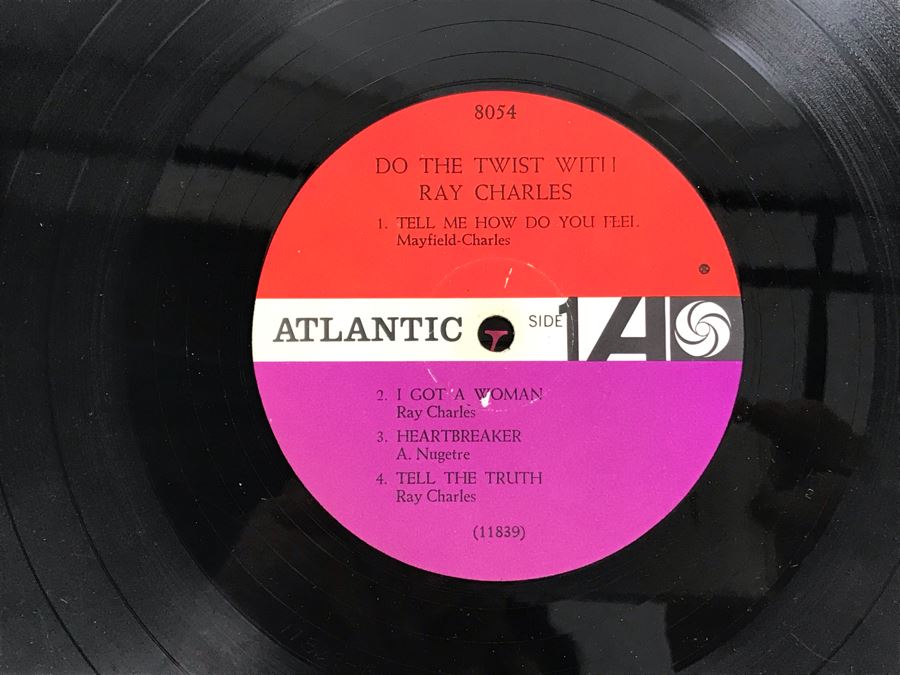 8054
DO THE TWIST WITH
RAY CHARLES
1. TELL ME HOW DO YOU FEEL
Mayfield-Charles
ATLANTIC
SIDE 1
A
2. I GOT A WOMAN
Ray Charles
3. HEARTBREAKER
A. Nugetre
4. TELL THE TRUTH
Ray Charles
(11839)